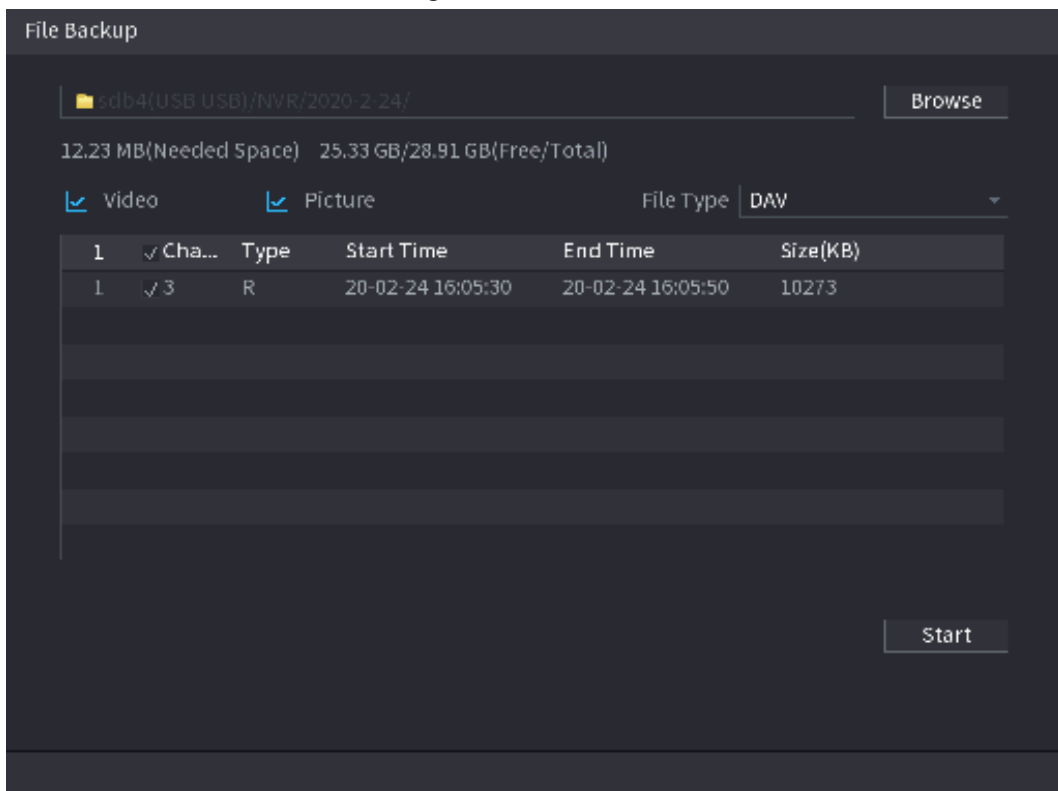 File Backup
sdb4(USB USB)/NVR/2020-2-24/ Browse
12.23 MB(Needed Space) 25.33 GB/28.91 GB(Free/Total)
Video Picture File Type DAV
1 Cha... Type Start Time End Time Size(KB)
1 3 R 20-02-24 16:05:30 20-02-24 16:05:50 10273
Start